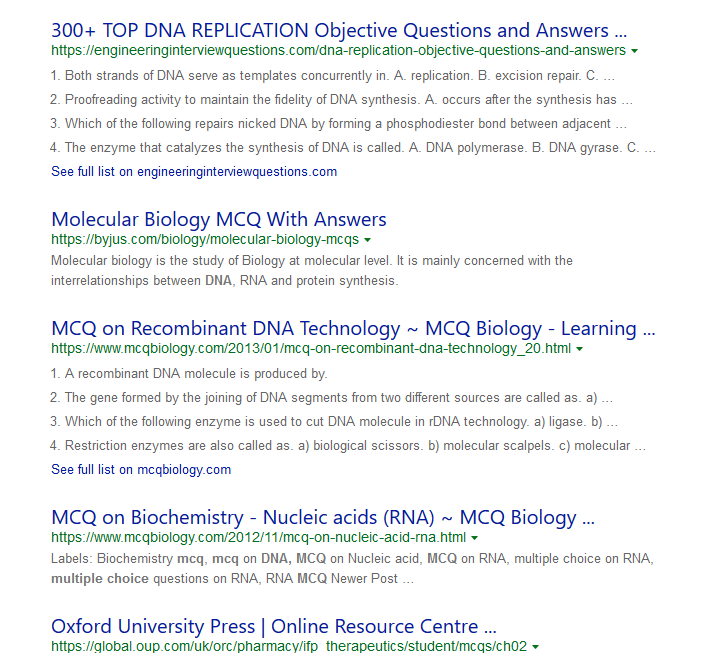 300+ TOP DNA REPLICATION Objective Questions and Answers ...
https://engineeringinterviewquestions.com/dna-replication-objective-questions-and-answers
1. Both strands of DNA serve as templates concurrently in. A. replication. B. excision repair. C. ...
2. Proofreading activity to maintain the fidelity of DNA synthesis. A. occurs after the synthesis has ...
3. Which of the following repairs nicked DNA by forming a phosphodiester bond between adjacent ...
4. The enzyme that catalyzes the synthesis of DNA is called. A. DNA polymerase. B. DNA gyrase. C. ...
See full list on engineeringinterviewquestions.com
Molecular Biology MCQ With Answers
https://byjus.com/biology/molecular-biology-mcqs
Molecular biology is the study of Biology at molecular level. It is mainly concerned with the
interrelationships between DNA, RNA and protein synthesis.
MCQ on Recombinant DNA Technology ~ MCQ Biology - Learning ...
https://www.mcqbiology.com/2013/01/mcq-on-recombinant-dna-technology_20.html
1. A recombinant DNA molecule is produced by.
2. The gene formed by the joining of DNA segments from two different sources are called as. a) ...
3. Which of the following enzyme is used to cut DNA molecule in rDNA technology. a) ligase. b) ...
4. Restriction enzymes are also called as. a) biological scissors. b) molecular scalpels. c) molecular ...
See full list on mcqbiology.com
MCQ on Biochemistry - Nucleic acids (RNA) ~ MCQ Biology ...
https://www.mcqbiology.com/2012/11/mcq-on-nucleic-acid-rna.html
Labels: Biochemistry mcq, mcq on DNA, MCQ on Nucleic acid, MCQ on RNA, multiple choice on RNA,
multiple choice questions on RNA, RNA MCQ Newer Post ...
Oxford University Press | Online Resource Centre ...
https://global.oup.com/uk/orc/pharmacy/ifp_therapeutics/student/mcqs/ch02